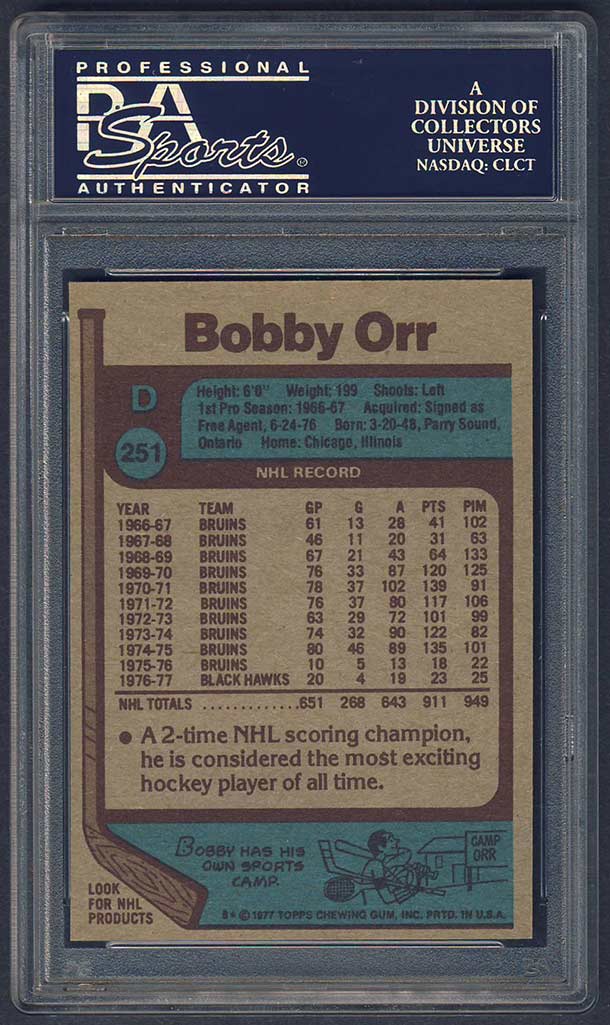 PROFESSIONAL
PSA
Sports®
AUTHENTICATOR
A
DIVISION OF
COLLECTORS
UNIVERSE
NASDAQ: CLCT
Bobby Orr
D
251
Height: 6'0" Weight: 199 Shoots: Left
1st Pro Season: 1966-67 Acquired: Signed as
Free Agent, 6-24-76 Born: 3-20-48, Parry Sound,
Ontario Home: Chicago, Illinois
NHL RECORD
YEAR TEAM GP G A PTS PIM
1966-67 BRUINS 61 13 28 41 102
1967-68 BRUINS 46 11 20 31 63
1968-69 BRUINS 67 21 43 64 133
1969-70 BRUINS 76 33 87 120 125
1970-71 BRUINS 78 37 102 139 91
1971-72 BRUINS 76 37 80 117 106
1972-73 BRUINS 63 29 72 101 99
1973-74 BRUINS 74 32 90 122 82
1974-75 BRUINS 80 46 89 135 101
1975-76 BRUINS 10 5 13 18 22
1976-77 BLACK HAWKS 20 4 19 23 25
NHL TOTALS ............651 268 643 911 949
● A 2-time NHL scoring champion,
he is considered the most exciting
hockey player of all time.
BOBBY HAS HIS
OWN SPORTS
CAMP.
CAMP
ORR
LOOK
FOR NHL
PRODUCTS
B★ © 1977 TOPPS CHEWING GUM, INC. PRTD. IN U.S.A.